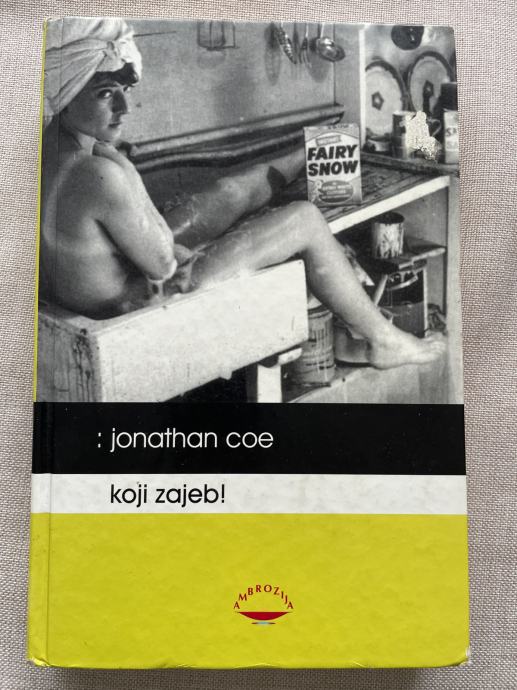 FAIRY
SNOW
: jonathan coe
koji zajeb!
AMBROZIJA